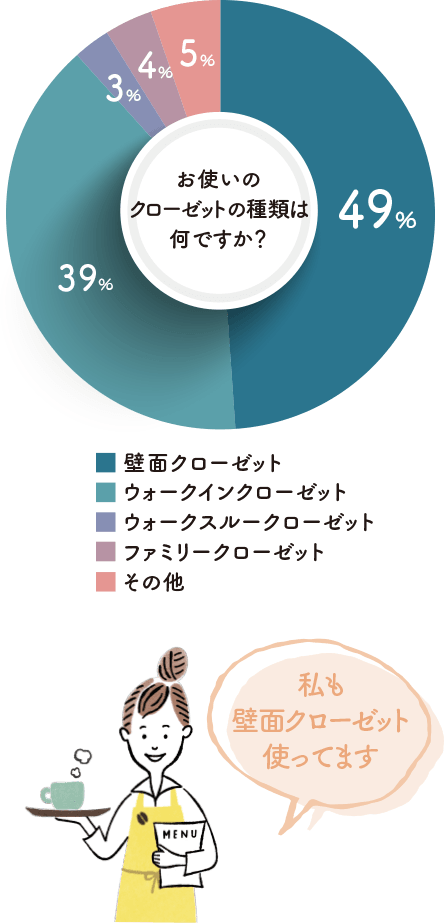 5%
4%
3%
お使いの
クローゼットの種類は
何ですか?
49%
39%
壁面クローゼット
ウォークインクローゼット
ウォークスルークローゼット
ファミリークローゼット
その他
私も
壁面クローゼット
使ってます
MENU